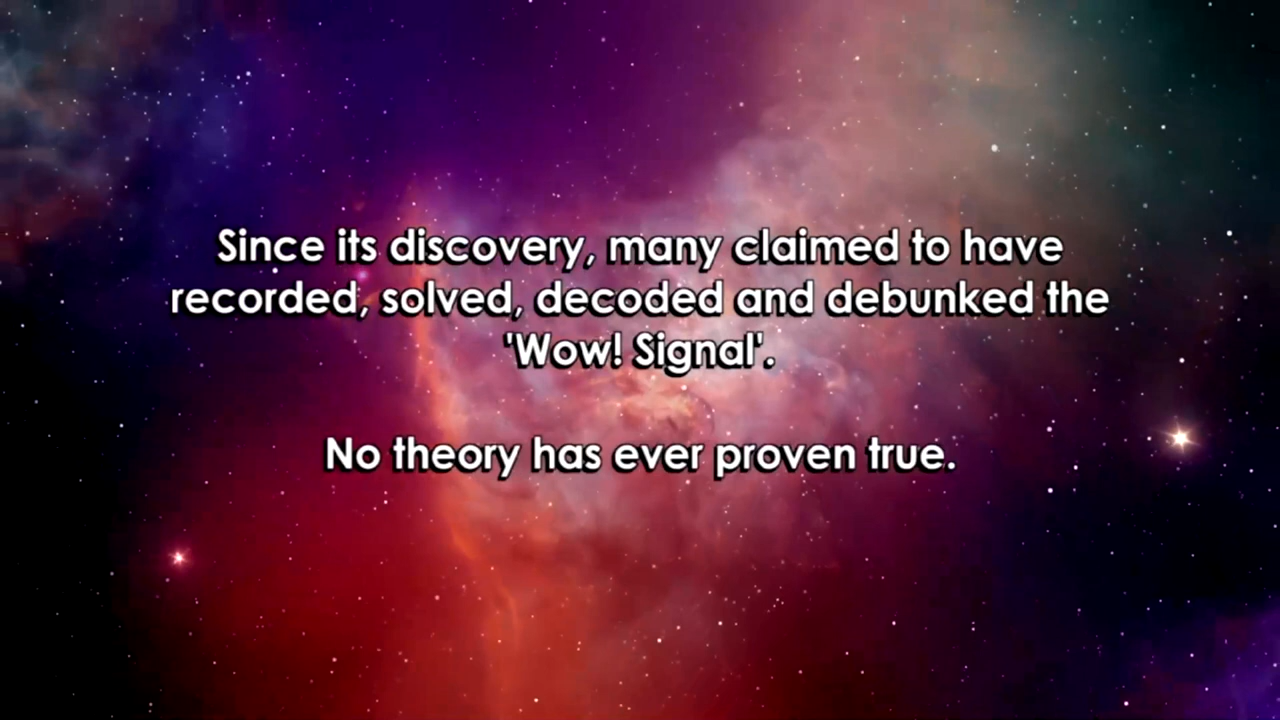 Since its discovery, many claimed to have
recorded, solved, decoded and debunked the
'Wow! Signal'.
No theory has ever proven true.